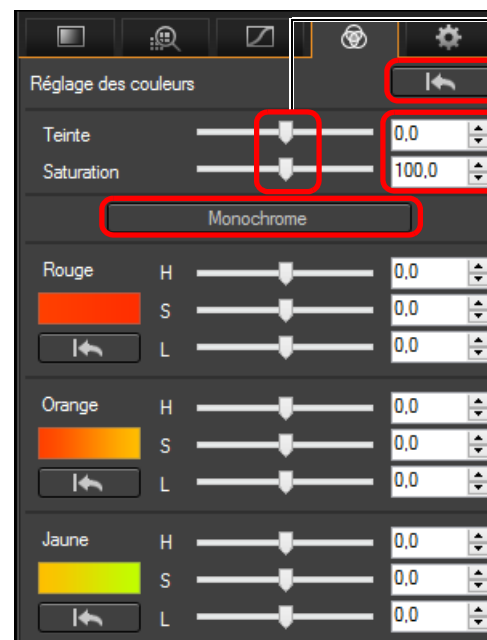 Réglage des couleurs
Teinte 0,0
Saturation 100,0
Monochrome
Rouge H 0,0
S 0,0
L 0,0
Orange H 0,0
S 0,0
L 0,0
Jaune H 0,0
S 0,0
L 0,0